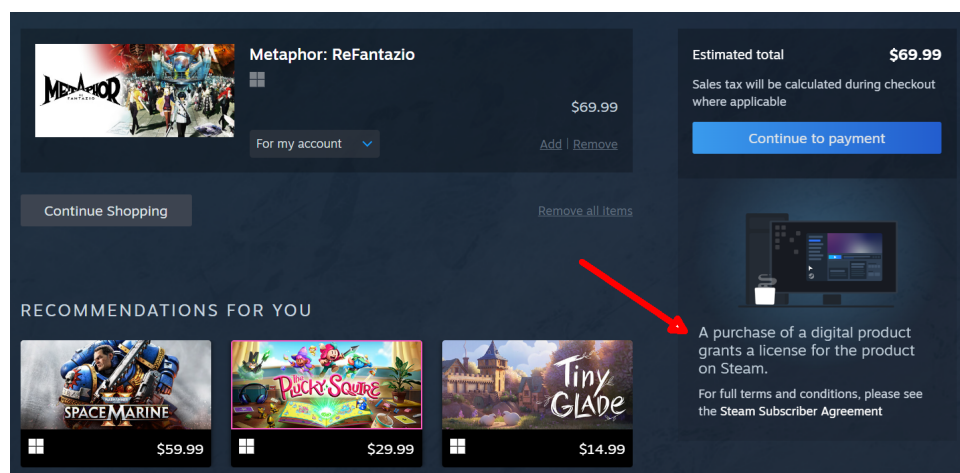 METAPHOR
REFANTAZIO
Metaphor: ReFantazio
$69.99
For my account
Add | Remove
Continue Shopping
Remove all items
Estimated total $69.99
Sales tax will be calculated during checkout
where applicable
Continue to payment
A purchase of a digital product
grants a license for the product
on Steam.
For full terms and conditions, please see
the Steam Subscriber Agreement
RECOMMENDATIONS FOR YOU
SPACE MARINE
$59.99
THE
PLUCKY SQUIRE
$29.99
Tiny
GLADE
$14.99